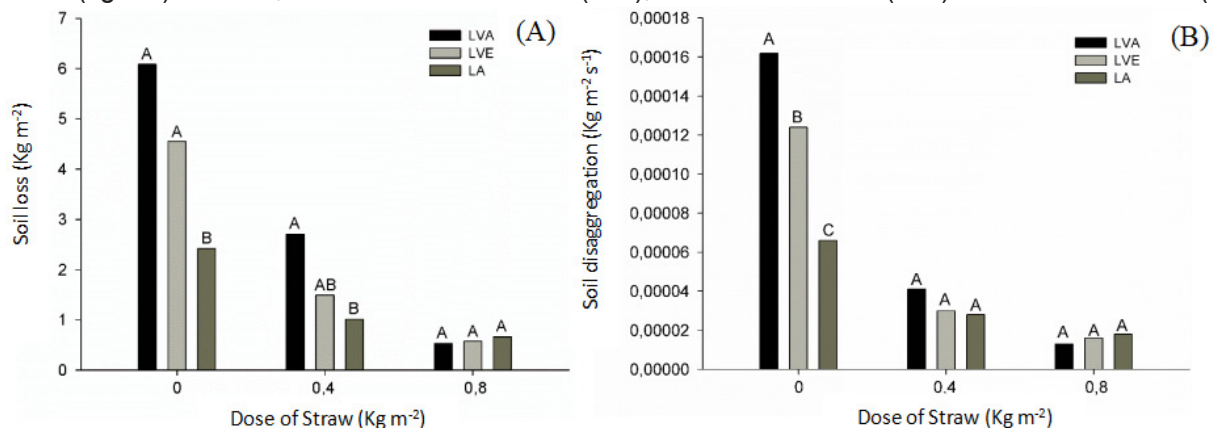 7
6
5
4
3
2
1
0
Soil loss (Kg m⁻²)
(A)
LVA
LVE
LA
A
A
B
A
AB
B
A
A
A
0
0,4
0,8
Dose of Straw (Kg m⁻²)
0,00018
0,00016
0,00014
0,00012
0,00010
0,00008
0,00006
0,00004
0,00002
0,00000
Soil disaggregation (Kg m⁻² s⁻¹)
(B)
LVA
LVE
LA
A
B
C
A
A
A
A
A
A
0
0,4
0,8
Dose of Straw (Kg m⁻²)